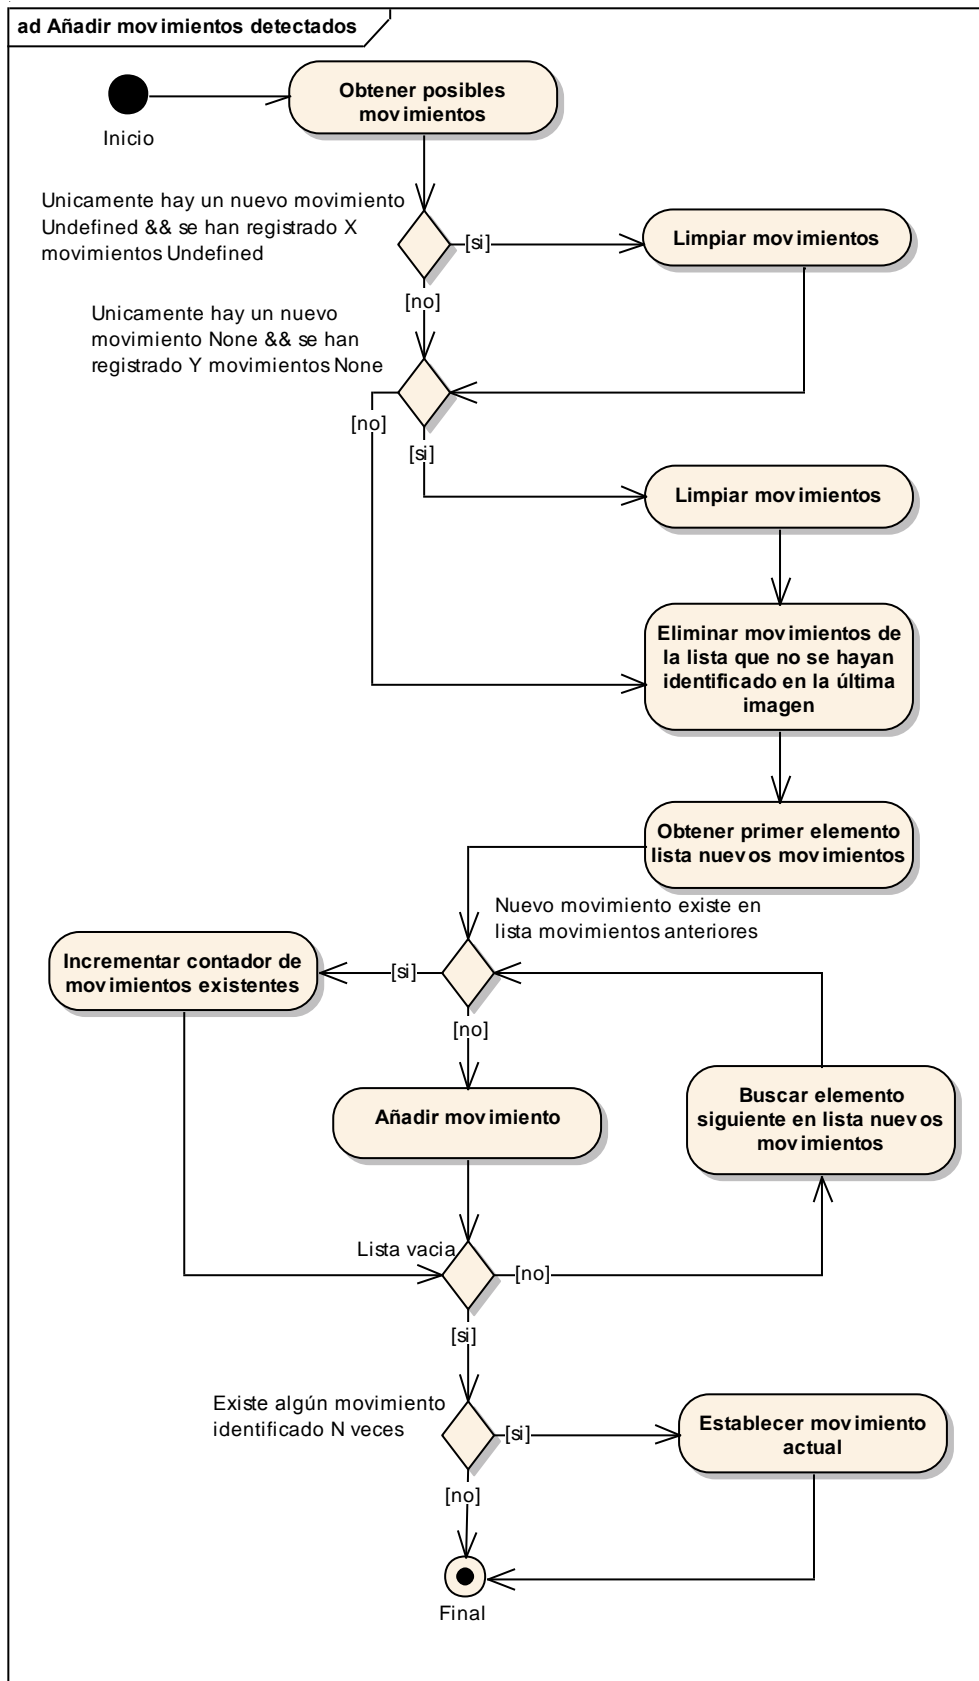 ad Añadir movimientos detectados
Obtener posibles
movimientos
Inicio
Unicamente hay un nuevo movimiento
Undefined && se han registrado X
movimientos Undefined
[si]
Limpiar movimientos
[no]
Unicamente hay un nuevo
movimiento None && se han
registrado Y movimientos None
[no]
[si]
Limpiar movimientos
Eliminar movimientos de
la lista que no se hayan
identificado en la última
imagen
Obtener primer elemento
lista nuevos movimientos
Nuevo movimiento existe en
lista movimientos anteriores
Incrementar contador de
movimientos existentes
[si]
[no]
Añadir movimiento
Buscar elemento
siguiente en lista nuevos
movimientos
Lista vacia
[no]
[si]
Existe algún movimiento
identificado N veces
[si]
Establecer movimiento
actual
[no]
Final